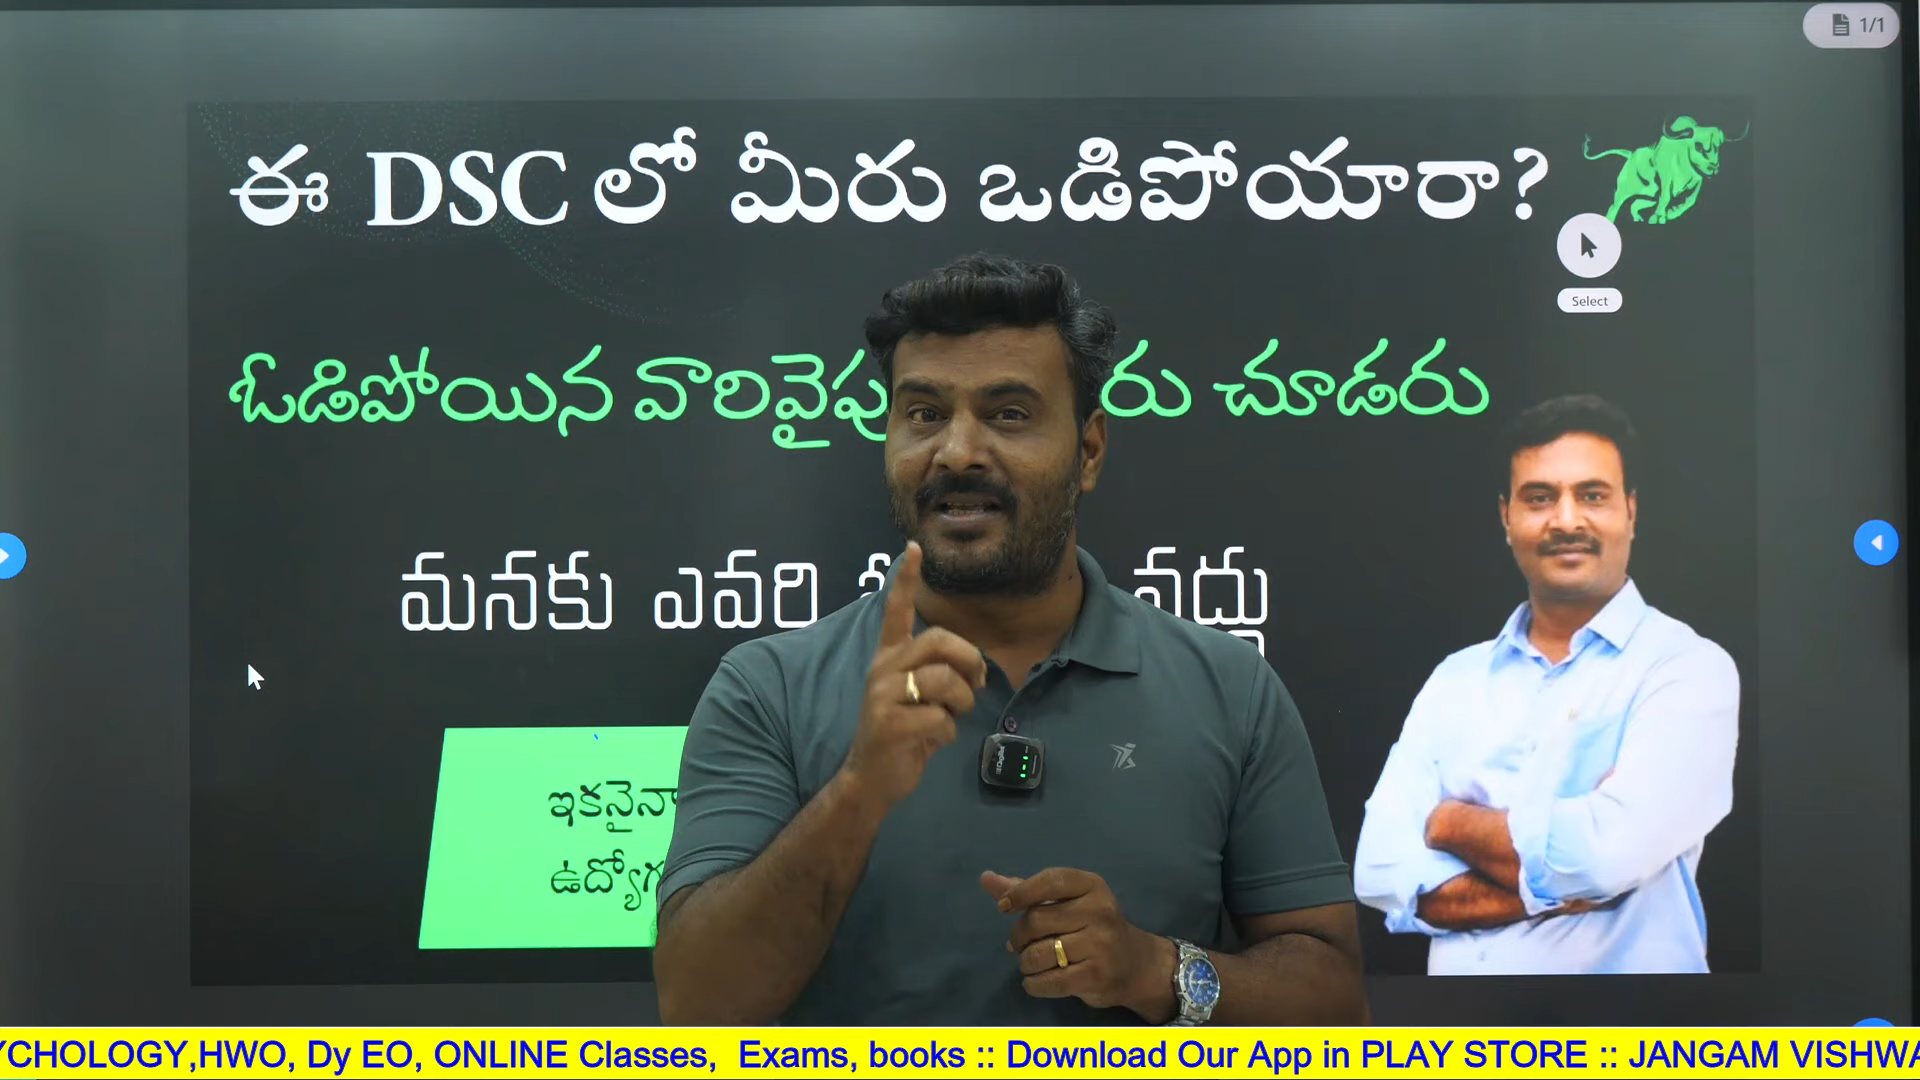 1/1
ఈ DSC లో మీరు ఒడిపోయారా?
Select
ఓడిపోయిన వారివైపు రు చూడరు
మనకు ఎవరి వద్దు
ఇకనైనా
ఉద్యోగ
YCHOLOGY,HWO, Dy EO, ONLINE Classes, Exams, books :: Download Our App in PLAY STORE :: JANGAM VISHWA